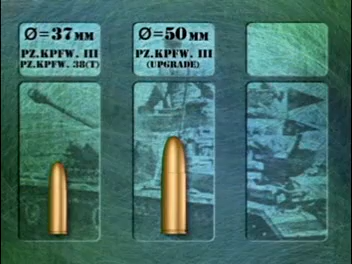 Ø=37MM
PZ.KPFW. III
PZ.KPFW. 38(T)
Ø=50MM
PZ.KPFW. III
(UPGRADE)